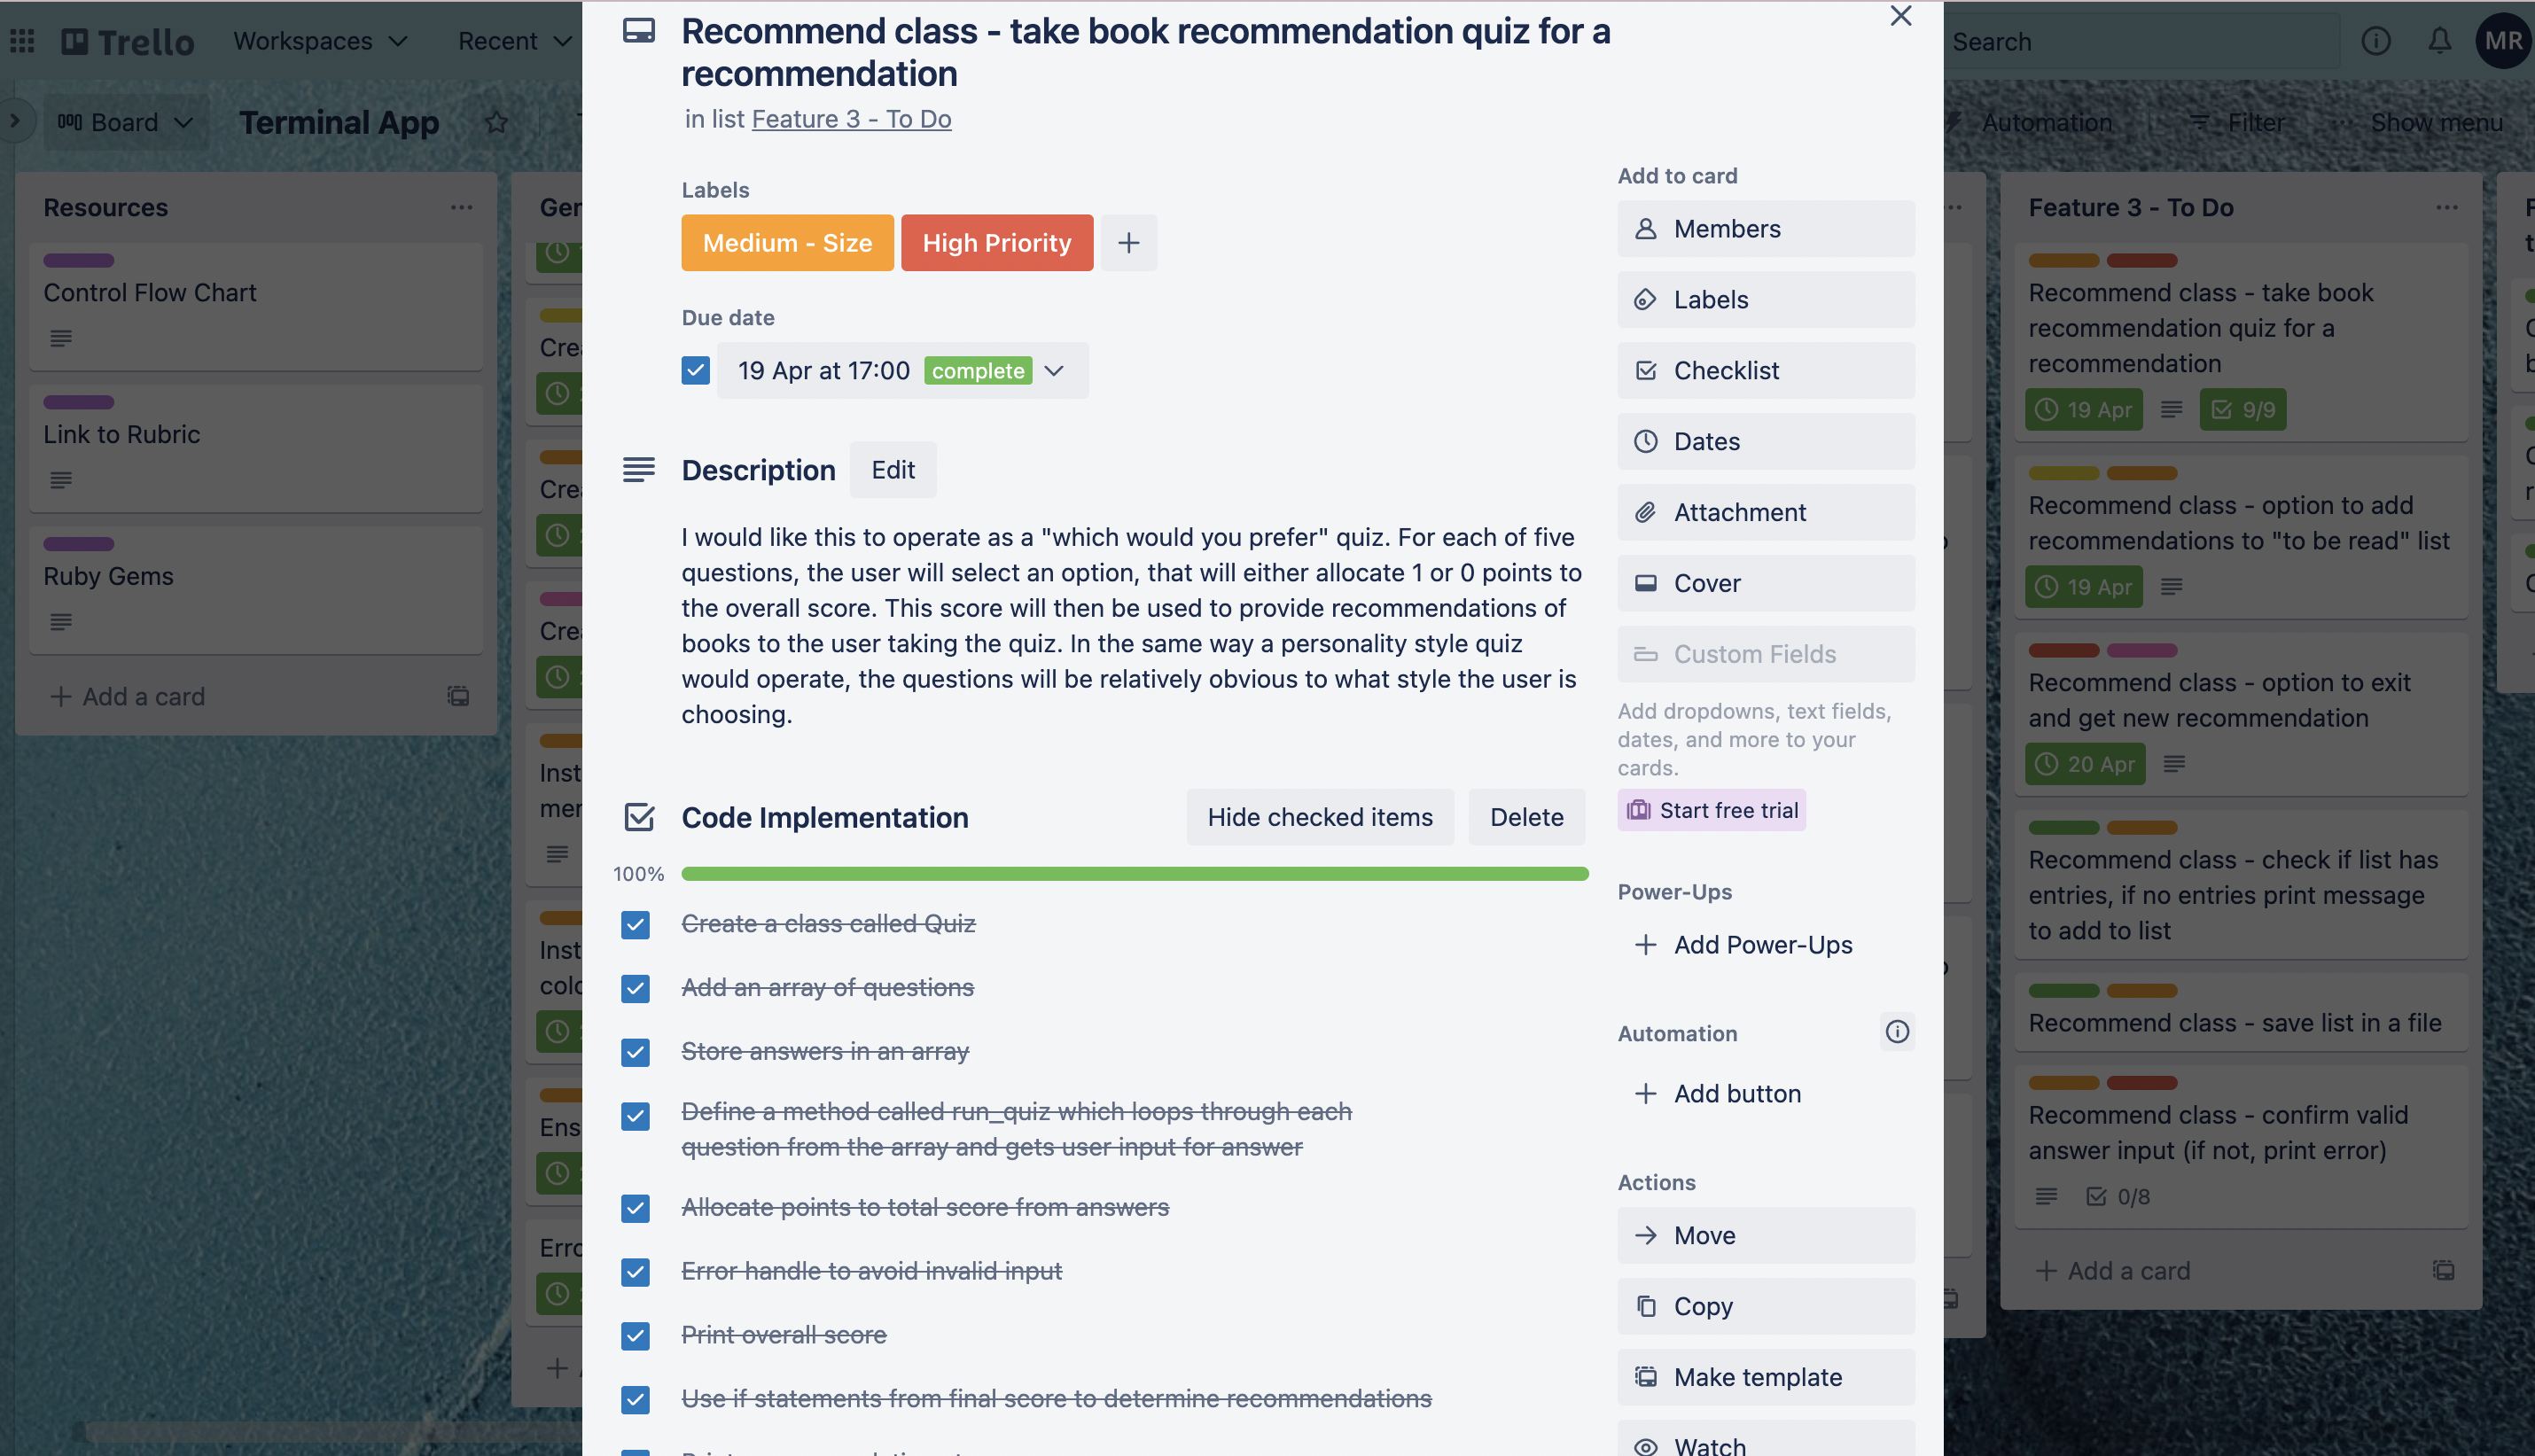 Trello
Workspaces
Recent
Search
MR
Board
Terminal App
Automation
Filter
Show menu
Resources
Control Flow Chart
Link to Rubric
Ruby Gems
+ Add a card
Recommend class - take book recommendation quiz for a
recommendation
in list Feature 3 - To Do
Labels
Medium - Size
High Priority
+
Due date
19 Apr at 17:00
complete
Description
Edit
I would like this to operate as a "which would you prefer" quiz. For each of five
questions, the user will select an option, that will either allocate 1 or 0 points to
the overall score. This score will then be used to provide recommendations of
books to the user taking the quiz. In the same way a personality style quiz
would operate, the questions will be relatively obvious to what style the user is
choosing.
Code Implementation
Hide checked items
Delete
100%
Create a class called Quiz
Add an array of questions
Store answers in an array
Define a method called run_quiz which loops through each
question from the array and gets user input for answer
Allocate points to total score from answers
Error handle to avoid invalid input
Print overall score
Use if statements from final score to determine recommendations
Add to card
Members
Labels
Checklist
Dates
Attachment
Cover
Custom Fields
Add dropdowns, text fields,
dates, and more to your
cards.
Start free trial
Power-Ups
+ Add Power-Ups
Automation
+ Add button
Actions
Move
Copy
Make template
Watch
Feature 3 - To Do
Recommend class - take book
recommendation quiz for a
recommendation
19 Apr
9/9
Recommend class - option to add
recommendations to "to be read" list
19 Apr
Recommend class - option to exit
and get new recommendation
20 Apr
Recommend class - check if list has
entries, if no entries print message
to add to list
Recommend class - save list in a file
Recommend class - confirm valid
answer input (if not, print error)
0/8
+ Add a card